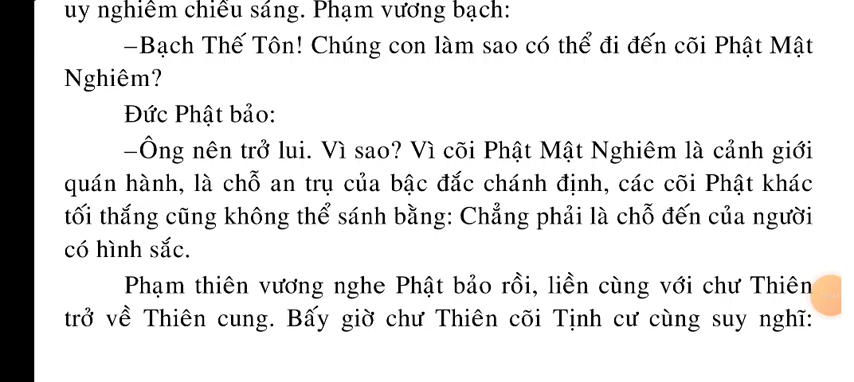 uy nghiêm chiếu sáng. Phạm vương bạch:
–Bạch Thế Tôn! Chúng con làm sao có thể đi đến cõi Phật Mật
Nghiêm?
Đức Phật bảo:
–Ông nên trở lui. Vì sao? Vì cõi Phật Mật Nghiêm là cảnh giới
quán hành, là chỗ an trụ của bậc đắc chánh định, các cõi Phật khác
tối thắng cũng không thể sánh bằng: Chẳng phải là chỗ đến của người
có hình sắc.
Phạm thiên vương nghe Phật bảo rồi, liền cùng với chư Thiên
trở về Thiên cung. Bấy giờ chư Thiên cõi Tịnh cư cùng suy nghĩ: